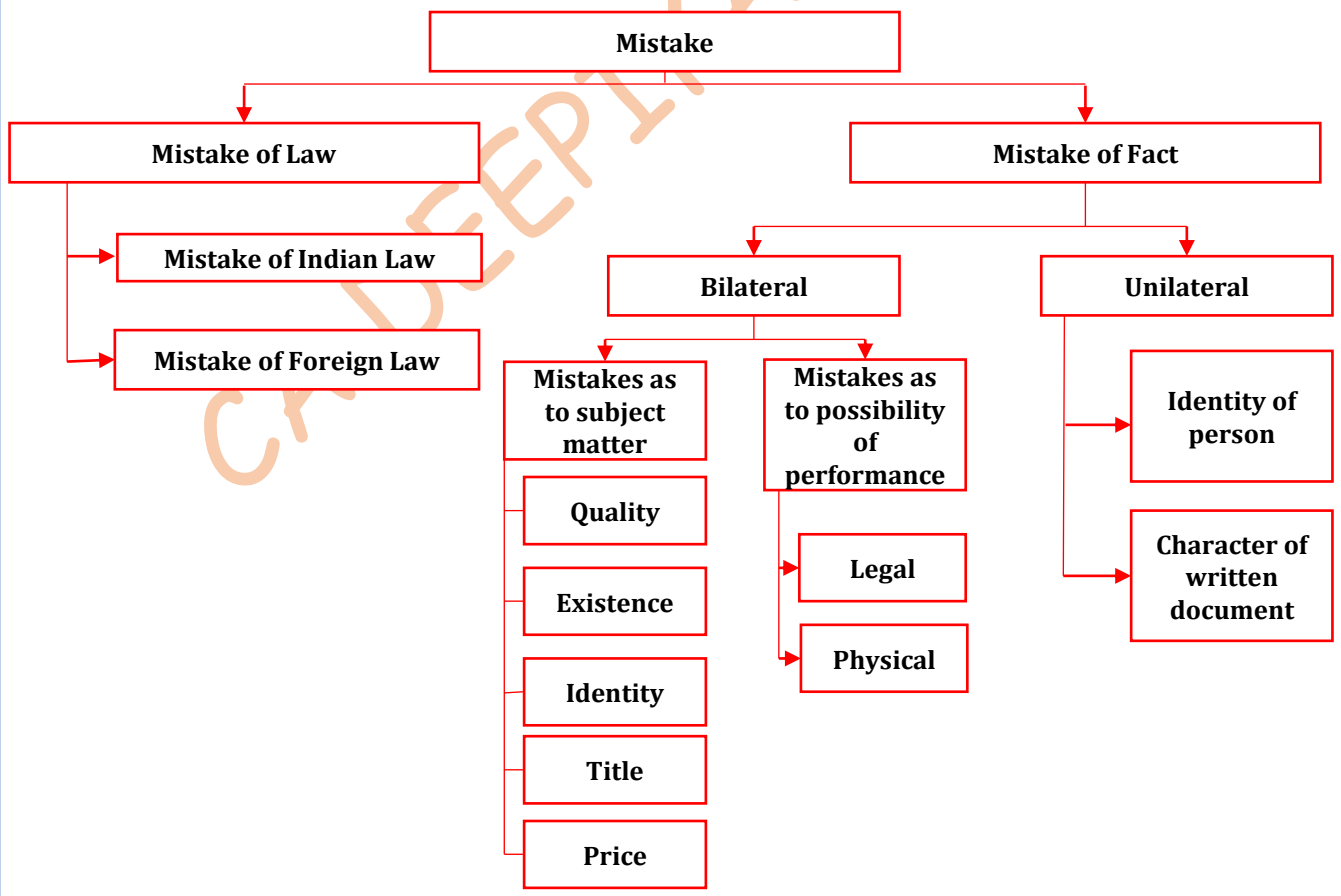 Mistake
Mistake of Law
Mistake of Fact
Mistake of Indian Law
Mistake of Foreign Law
Bilateral
Unilateral
Mistakes as
to subject
matter
Quality
Existence
Identity
Title
Price
Mistakes as
to possibility
of
performance
Legal
Physical
Identity of
person
Character of
written
document